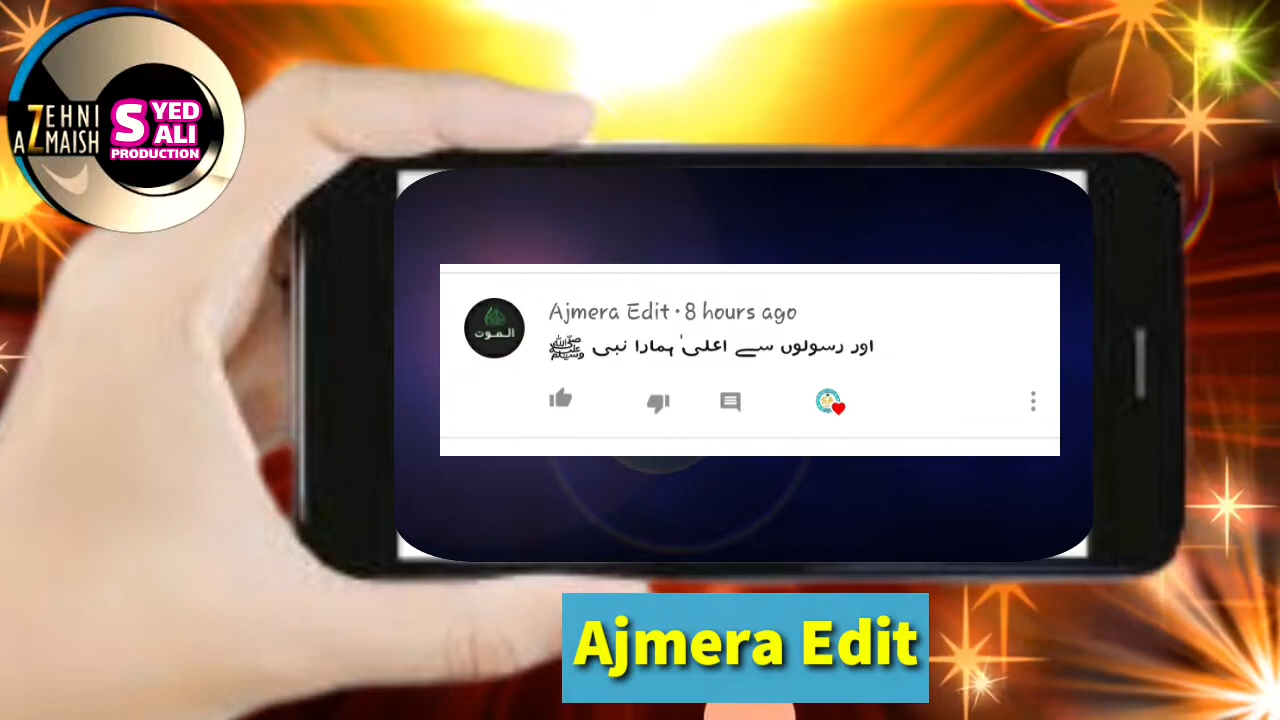 ZEHNI
AZMAISH
SYED
ALI
PRODUCTION
Ajmera Edit · 8 hours ago
اور رسولوں سے اعلیٰ ہمارا نبی ﷺ
الموت
Ajmera Edit